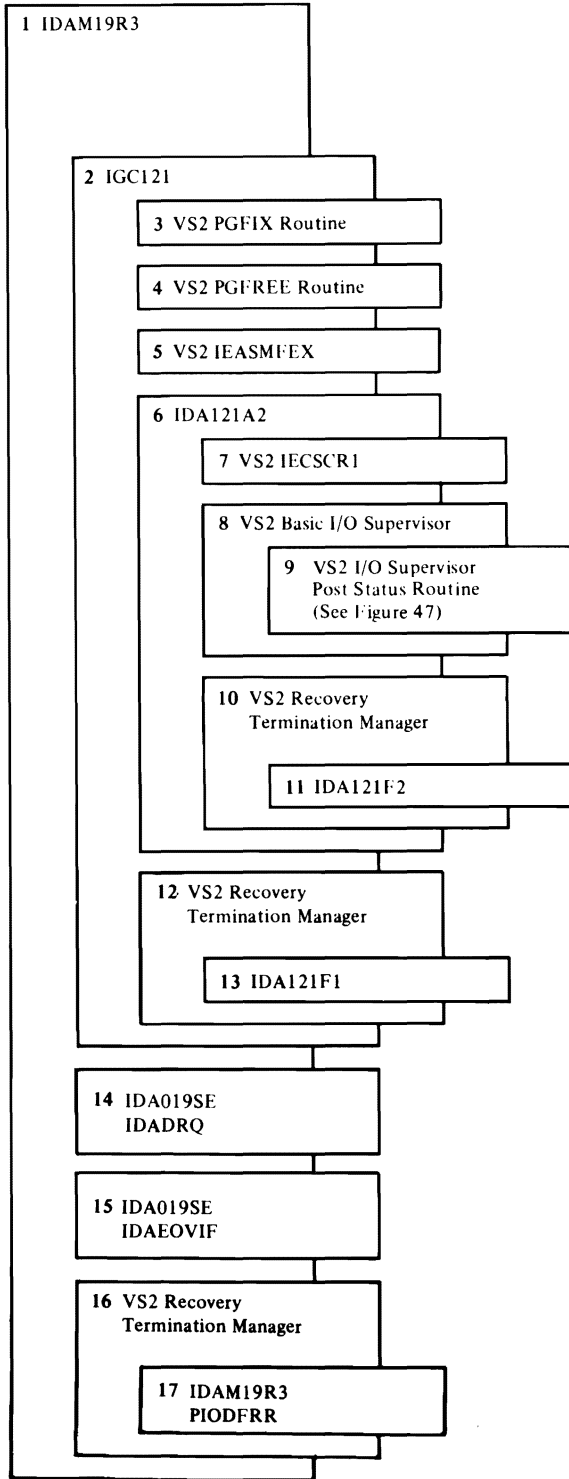 1 IDAM19R3
2 IGC121
3 VS2 PGFIX Routine
4 VS2 PGFREE Routine
5 VS2 IEASMFEX
6 IDA121A2
7 VS2 IECSCR1
8 VS2 Basic I/O Supervisor
9 VS2 I/O Supervisor
Post Status Routine
(See Figure 47)
10 VS2 Recovery
Termination Manager
11 IDA121F2
12 VS2 Recovery
Termination Manager
13 IDA121F1
14 IDA019SE
IDADRQ
15 IDA019SE
IDAEOVIF
16 VS2 Recovery
Termination Manager
17 IDAM19R3
PIODFRR